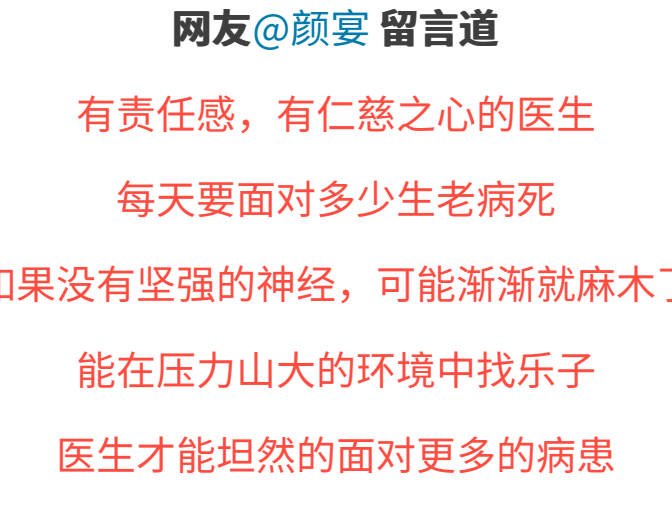 网友@颜宴 留言道
有责任感，有仁慈之心的医生
每天要面对多少生老病死
如果没有坚强的神经，可能渐渐就麻木了
能在压力山大的环境中找乐子
医生才能坦然的面对更多的病患